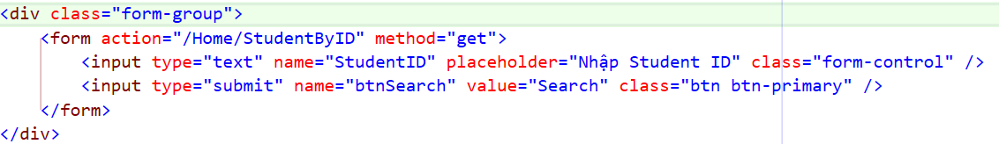 <div class="form-group">
<form action="/Home/StudentByID" method="get">
<input type="text" name="StudentID" placeholder="Nhập Student ID" class="form-control" />
<input type="submit" name="btnSearch" value="Search" class="btn btn-primary" />
</form>
</div>